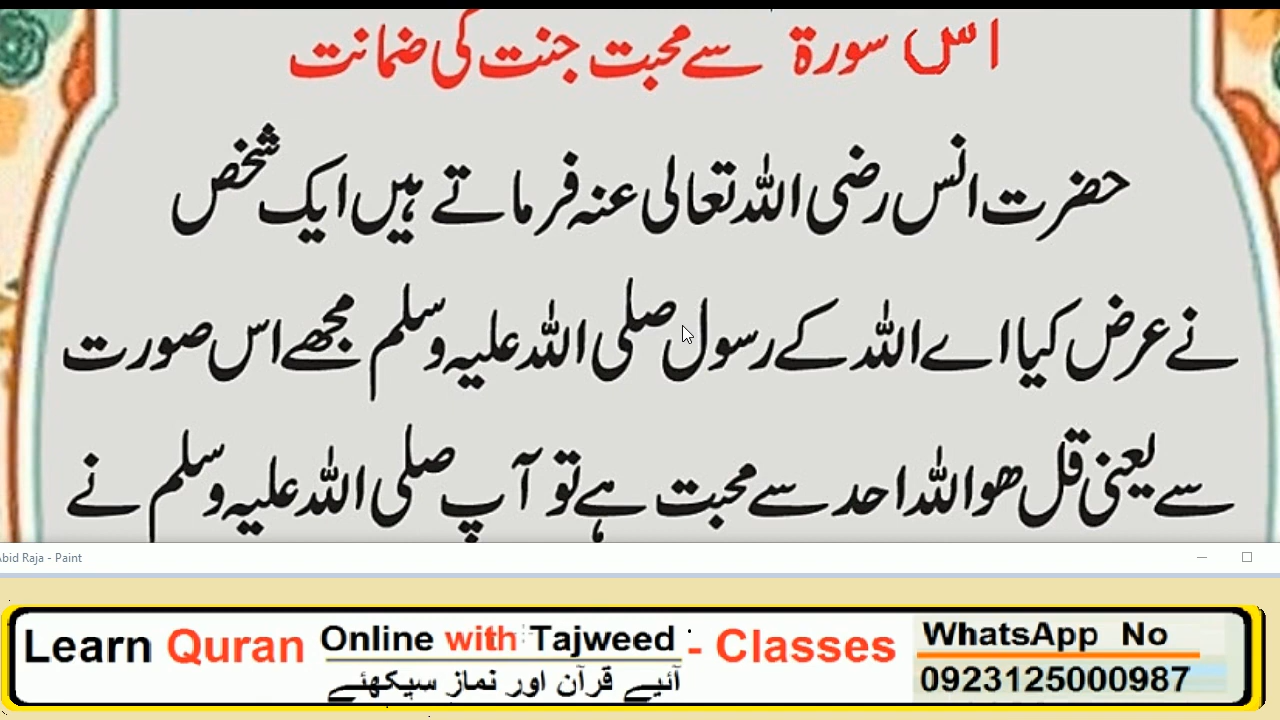 اس سورۃ سے محبت جنت کی ضمانت
حضرت انس رضی اللہ تعالی عنہ فرماتے ہیں ایک شخص
نے عرض کیا اے اللہ کے رسول صلی اللہ علیہ وسلم مجھے اس صورت
سے یعنی قل ھو اللہ احد سے محبت ہے تو آپ صلی اللہ علیہ وسلم نے
Abid Raja - Paint
Learn Quran Online with Tajweed - Classes
آئیے قرآن اور نماز سیکھئے
WhatsApp No
0923125000987